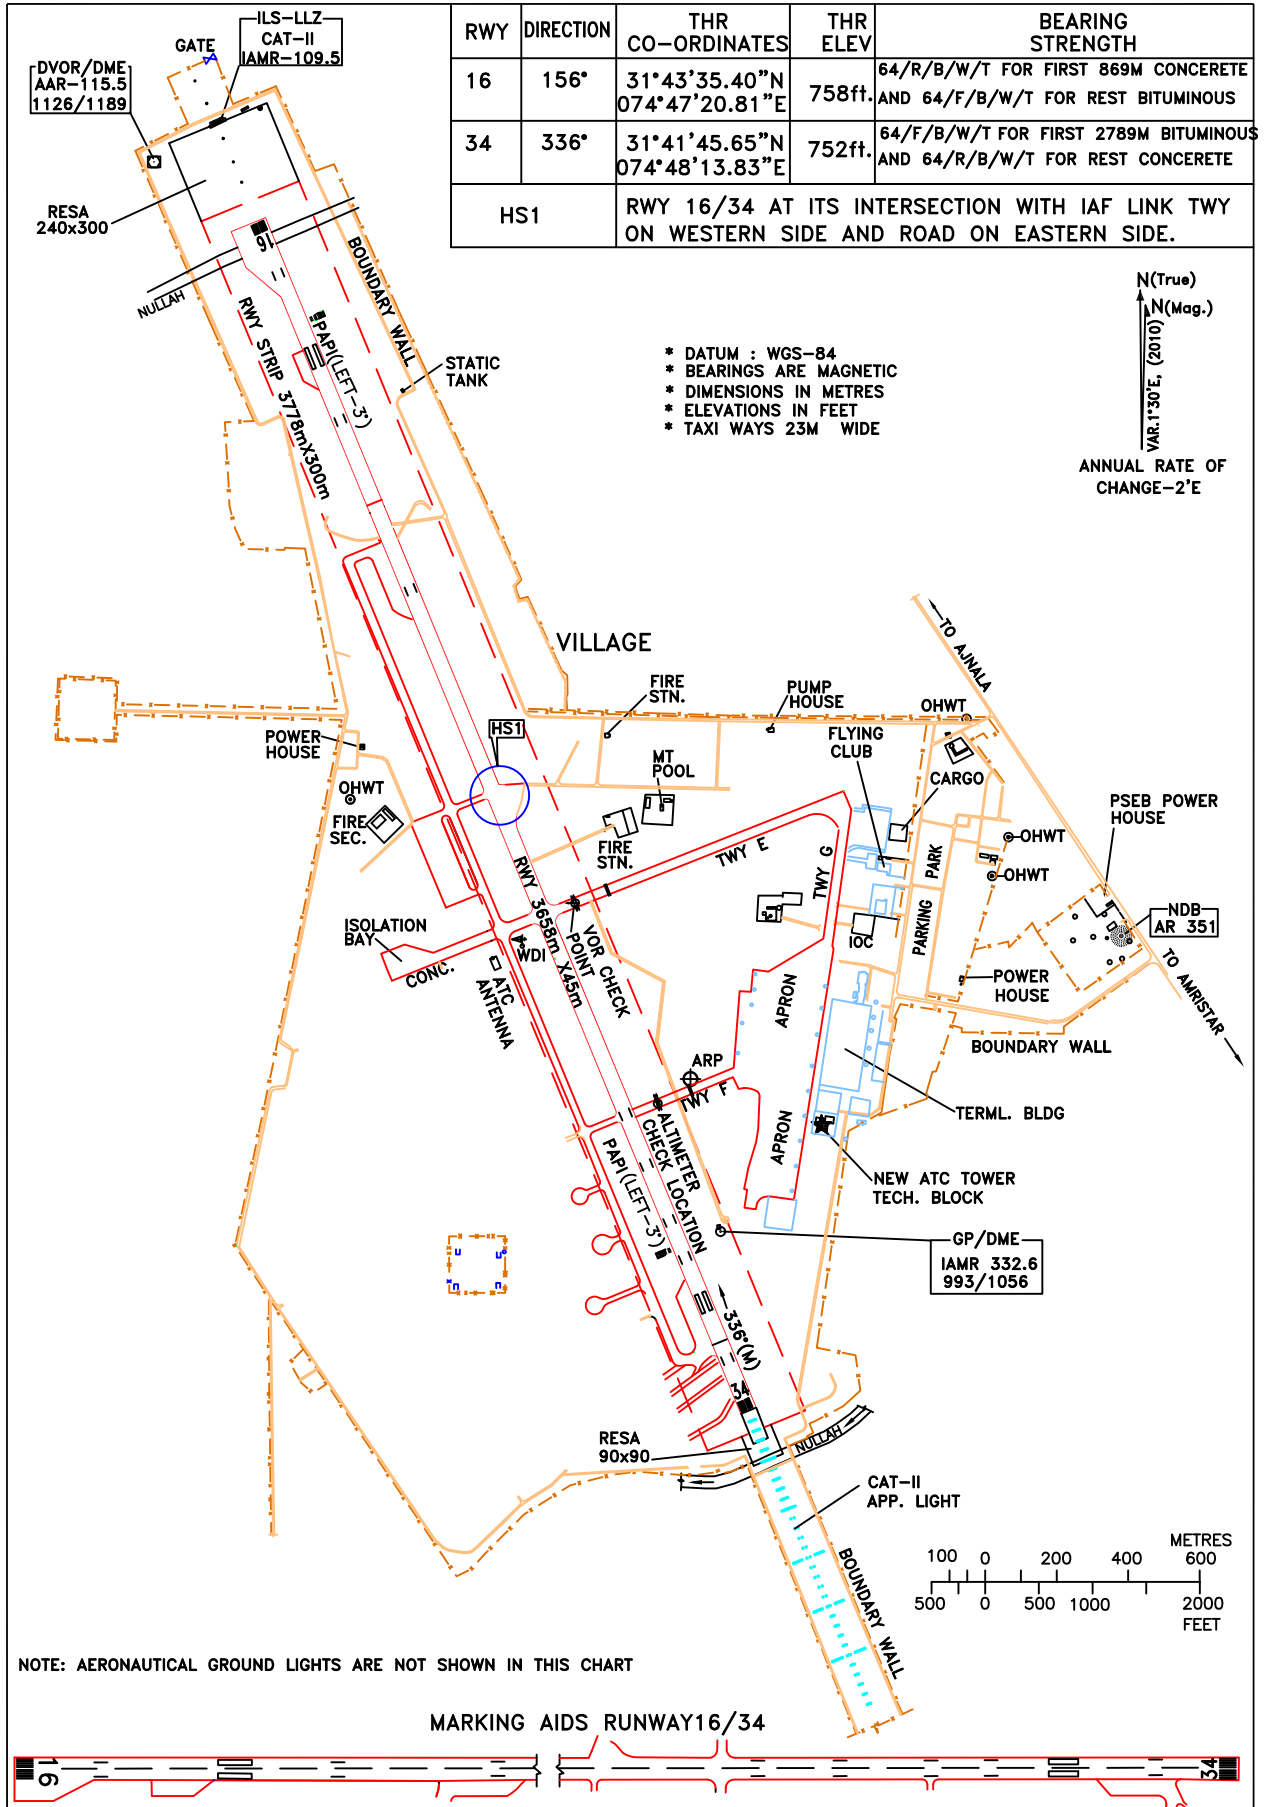 RWY DIRECTION THR CO-ORDINATES THR ELEV BEARING STRENGTH
16 156° 31°43'35.40"N 074°47'20.81"E 758ft. 64/R/B/W/T FOR FIRST 869M CONCRETE
AND 64/F/B/W/T FOR REST BITUMINOUS
34 336° 31°41'45.65"N 074°48'13.83"E 752ft. 64/F/B/W/T FOR FIRST 2789M BITUMINOUS
AND 64/R/B/W/T FOR REST CONCRETE
HS1 RWY 16/34 AT ITS INTERSECTION WITH IAF LINK TWY
ON WESTERN SIDE AND ROAD ON EASTERN SIDE.
ILS-LLZ
CAT-II
IAMR-109.5
GATE
DVOR/DME
AAR-115.5
1126/1189
RESA
240x300
16
NULLAH
BOUNDARY WALL
RWY STRIP 3778mX300m
PAPI(LEFT-3°)
STATIC
TANK
* DATUM : WGS-84
* BEARINGS ARE MAGNETIC
* DIMENSIONS IN METRES
* ELEVATIONS IN FEET
* TAXI WAYS 23M WIDE
N(True)
N(Mag.)
VAR.1°30'E, (2010)
ANNUAL RATE OF
CHANGE-2'E
VILLAGE
TO AJNALA
FIRE
STN.
PUMP
HOUSE
OHWT
FLYING
CLUB
HS1
POWER
HOUSE
MT
POOL
CARGO
OHWT
FIRE
SEC.
PSEB POWER
HOUSE
FIRE
STN.
TWY E
TWY G
PARK
OHWT
OHWT
RWY 3658m X45m
ISOLATION
BAY
CONC.
WDI
VOR CHECK
POINT
IOC
PARKING
NDB
AR 351
ATC
ANTENNA
APRON
POWER
HOUSE
TO AMRISTAR
BOUNDARY WALL
ARP
TWY F
TERML. BLDG
APRON
ALTIMETER
CHECK LOCATION
PAPI(LEFT-3°)
NEW ATC TOWER
TECH. BLOCK
GP/DME
IAMR 332.6
993/1056
336°(M)
34
RESA
90x90
NULLAH
CAT-II
APP. LIGHT
BOUNDARY WALL
METRES
100 0 200 400 600
500 0 500 1000 2000
FEET
NOTE: AERONAUTICAL GROUND LIGHTS ARE NOT SHOWN IN THIS CHART
MARKING AIDS RUNWAY16/34
16 34